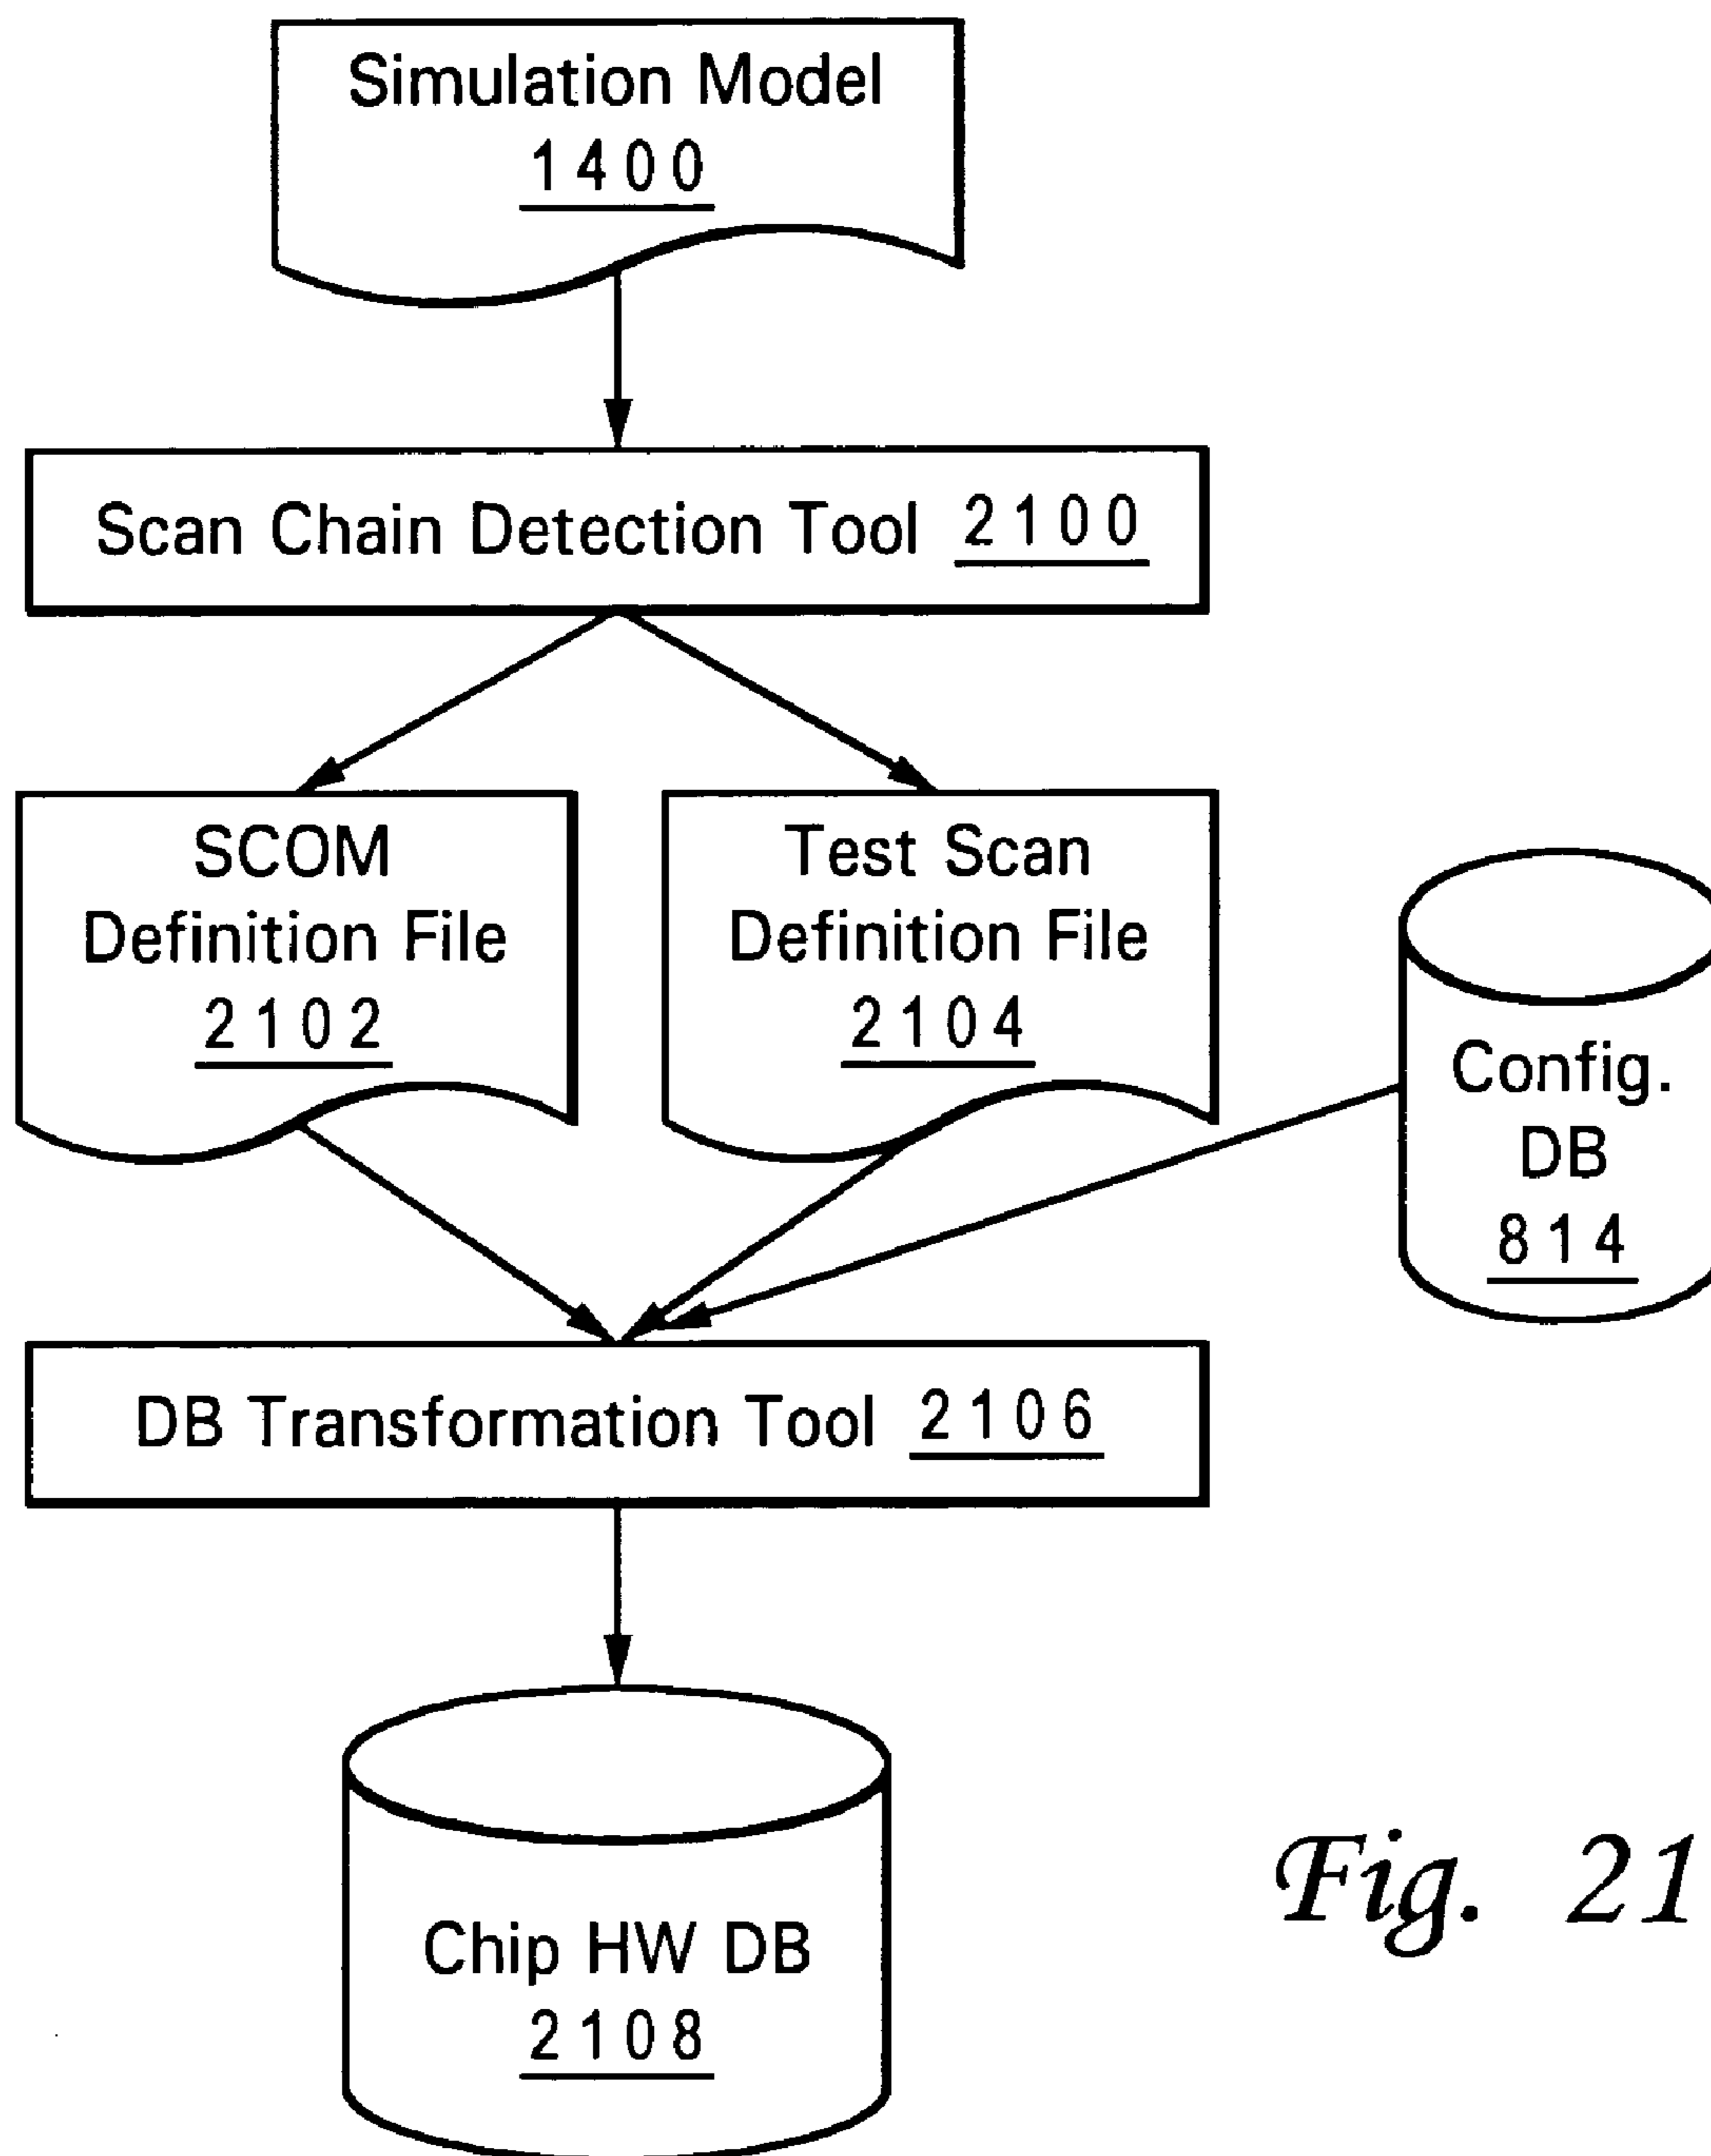 Simulation Model
1400
Scan Chain Detection Tool 2100
SCOM
Definition File
2102
Test Scan
Definition File
2104
Config.
DB
814
DB Transformation Tool 2106
Chip HW DB
2108
Fig. 21